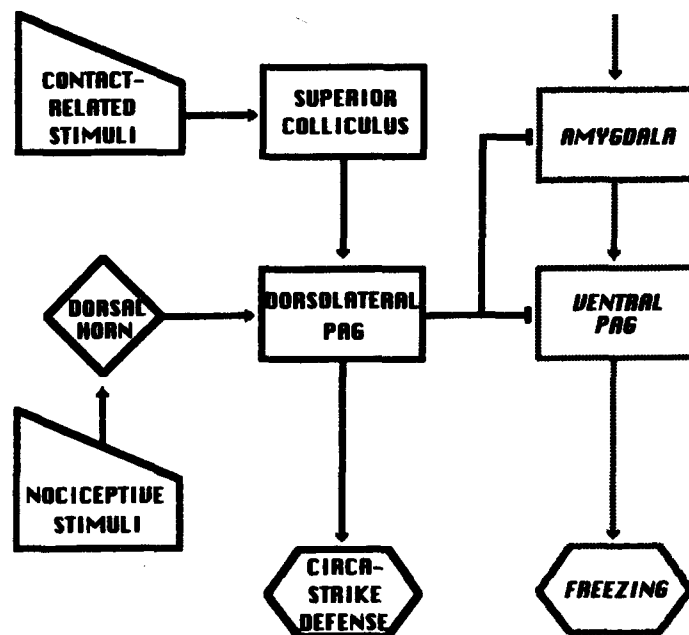 CONTACT-
RELATED
STIMULI
SUPERIOR
COLLICULUS
AMYGDALA
DORSAL
HORN
DORSOLATERAL
PAG
VENTRAL
PAG
NOCICEPTIVE
STIMULI
CIRCA-
STRIKE
DEFENSE
FREEZING